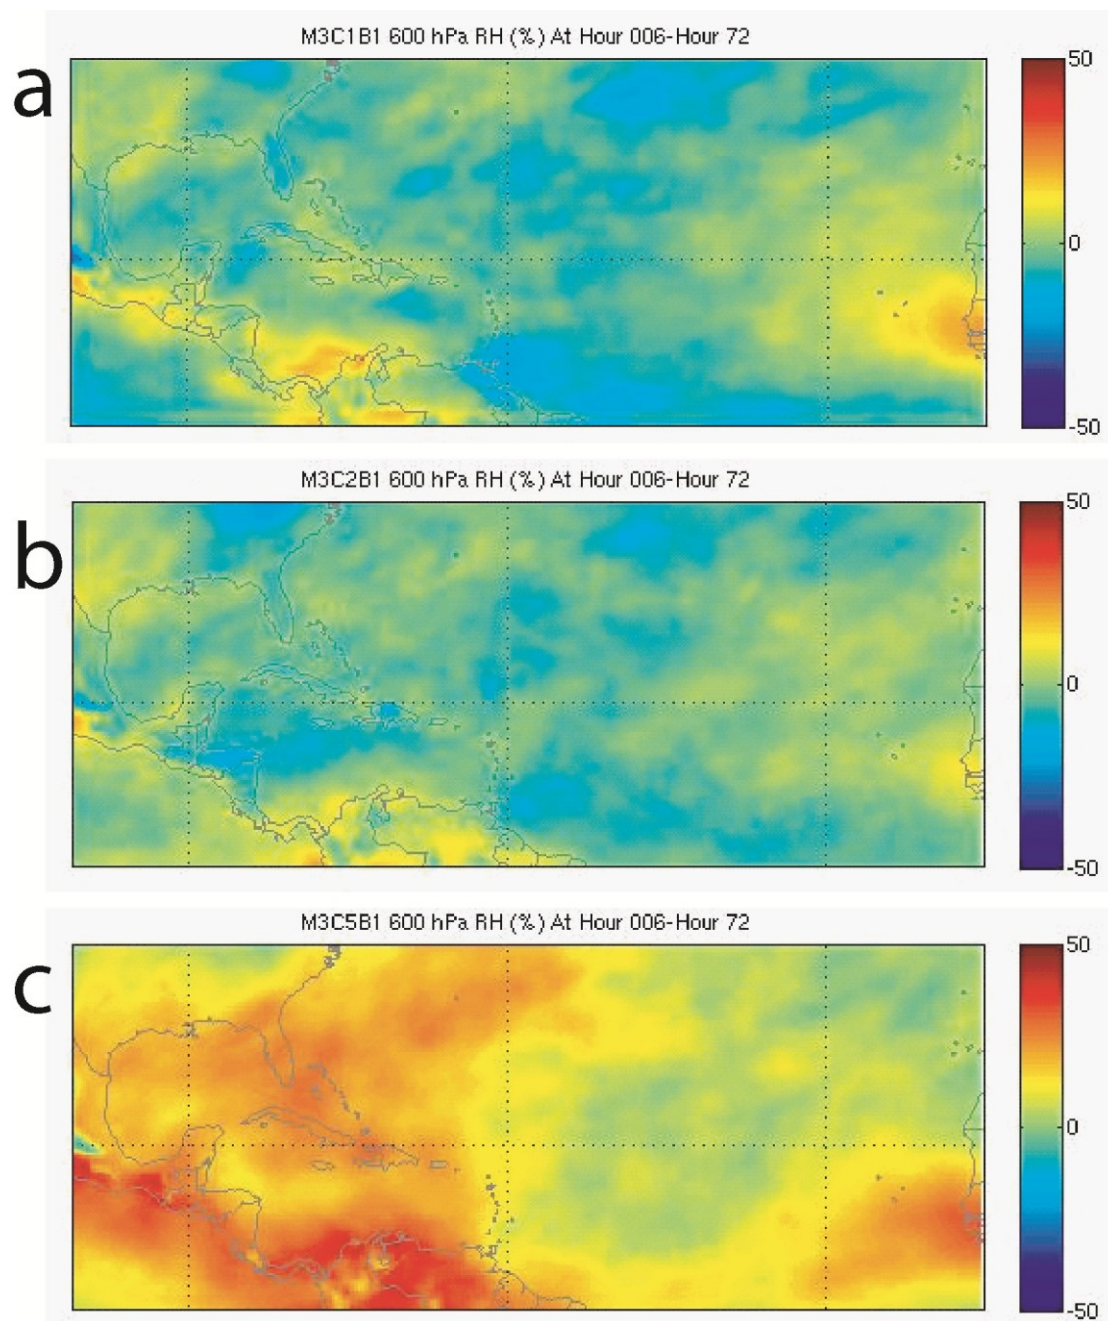 a
M3C1B1 600 hPa RH (%) At Hour 006-Hour 72
50
0
-50
b
M3C2B1 600 hPa RH (%) At Hour 006-Hour 72
50
0
-50
c
M3C5B1 600 hPa RH (%) At Hour 006-Hour 72
50
0
-50